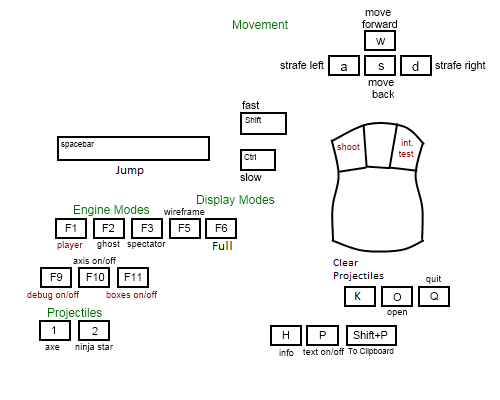 Movement
move
forward
w
strafe left
a
s
d
strafe right
move
back
fast
Shift
spacebar
Jump
Ctrl
slow
shoot
int.
test
Engine Modes
Display Modes
wireframe
F1
F2
F3
F5
F6
player
ghost
spectator
Full
axis on/off
F9
F10
F11
debug on/off
boxes on/off
Clear
Projectiles
quit
K
O
Q
open
Projectiles
1
2
axe
ninja star
H
P
Shift+P
info
text on/off
To Clipboard